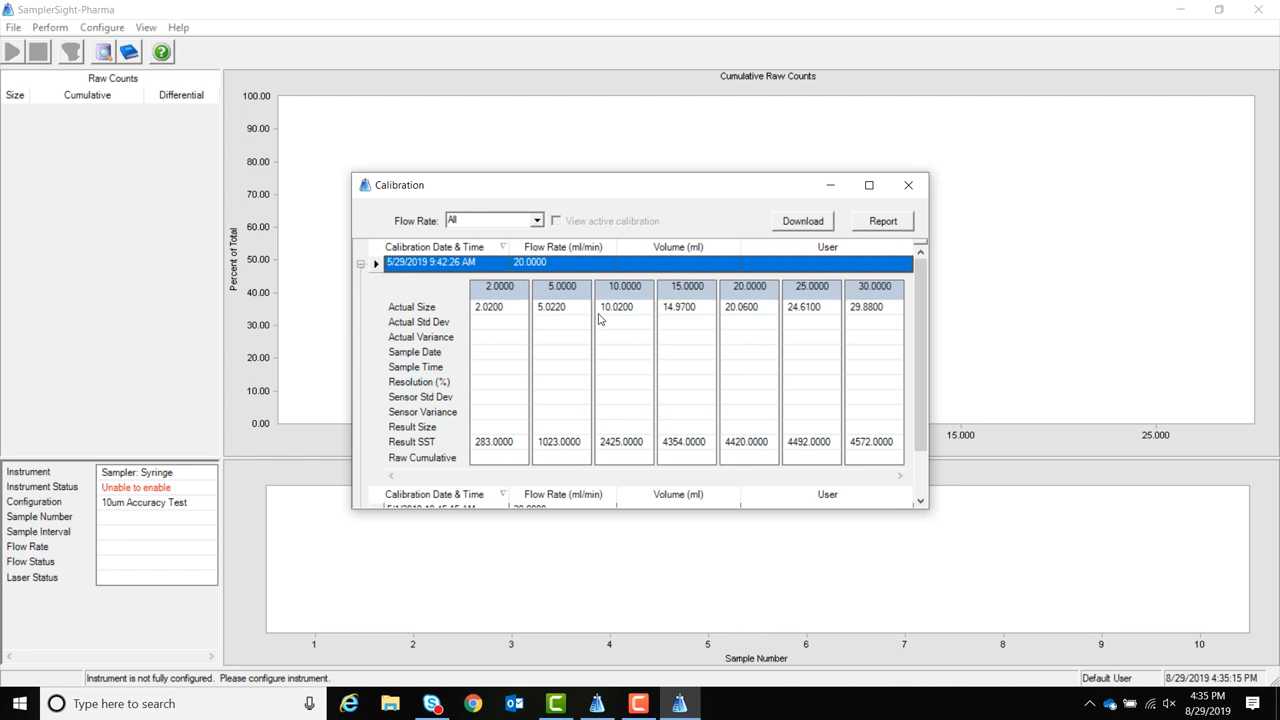 SamplerSight-Pharma
File Perform Configure View Help
Raw Counts
Size Cumulative Differential
Cumulative Raw Counts
100.00
90.00
80.00
70.00
60.00
50.00
40.00
30.00
20.00
10.00
0.00
Percent of Total
15.000 25.000
Calibration
Flow Rate: All View active calibration Download Report
Calibration Date & Time Flow Rate (ml/min) Volume (ml) User
5/29/2019 9:42:26 AM 20.0000
2.0000 5.0000 10.0000 15.0000 20.0000 25.0000 30.0000
Actual Size 2.0200 5.0220 10.0200 14.9700 20.0600 24.6100 29.8800
Actual Std Dev
Actual Variance
Sample Date
Sample Time
Resolution (%)
Sensor Std Dev
Sensor Variance
Result Size
Result SST 283.0000 1023.0000 2425.0000 4354.0000 4420.0000 4492.0000 4572.0000
Raw Cumulative
Calibration Date & Time Flow Rate (ml/min) Volume (ml) User
Instrument Sampler: Syringe
Instrument Status Unable to enable
Configuration 10um Accuracy Test
Sample Number
Sample Interval
Flow Rate
Flow Status
Laser Status
1 2 3 4 5 6 7 8 9 10
Sample Number
Instrument is not fully configured. Please configure instrument. Default User 8/29/2019 4:35:15 PM
Type here to search
4:35 PM
8/29/2019